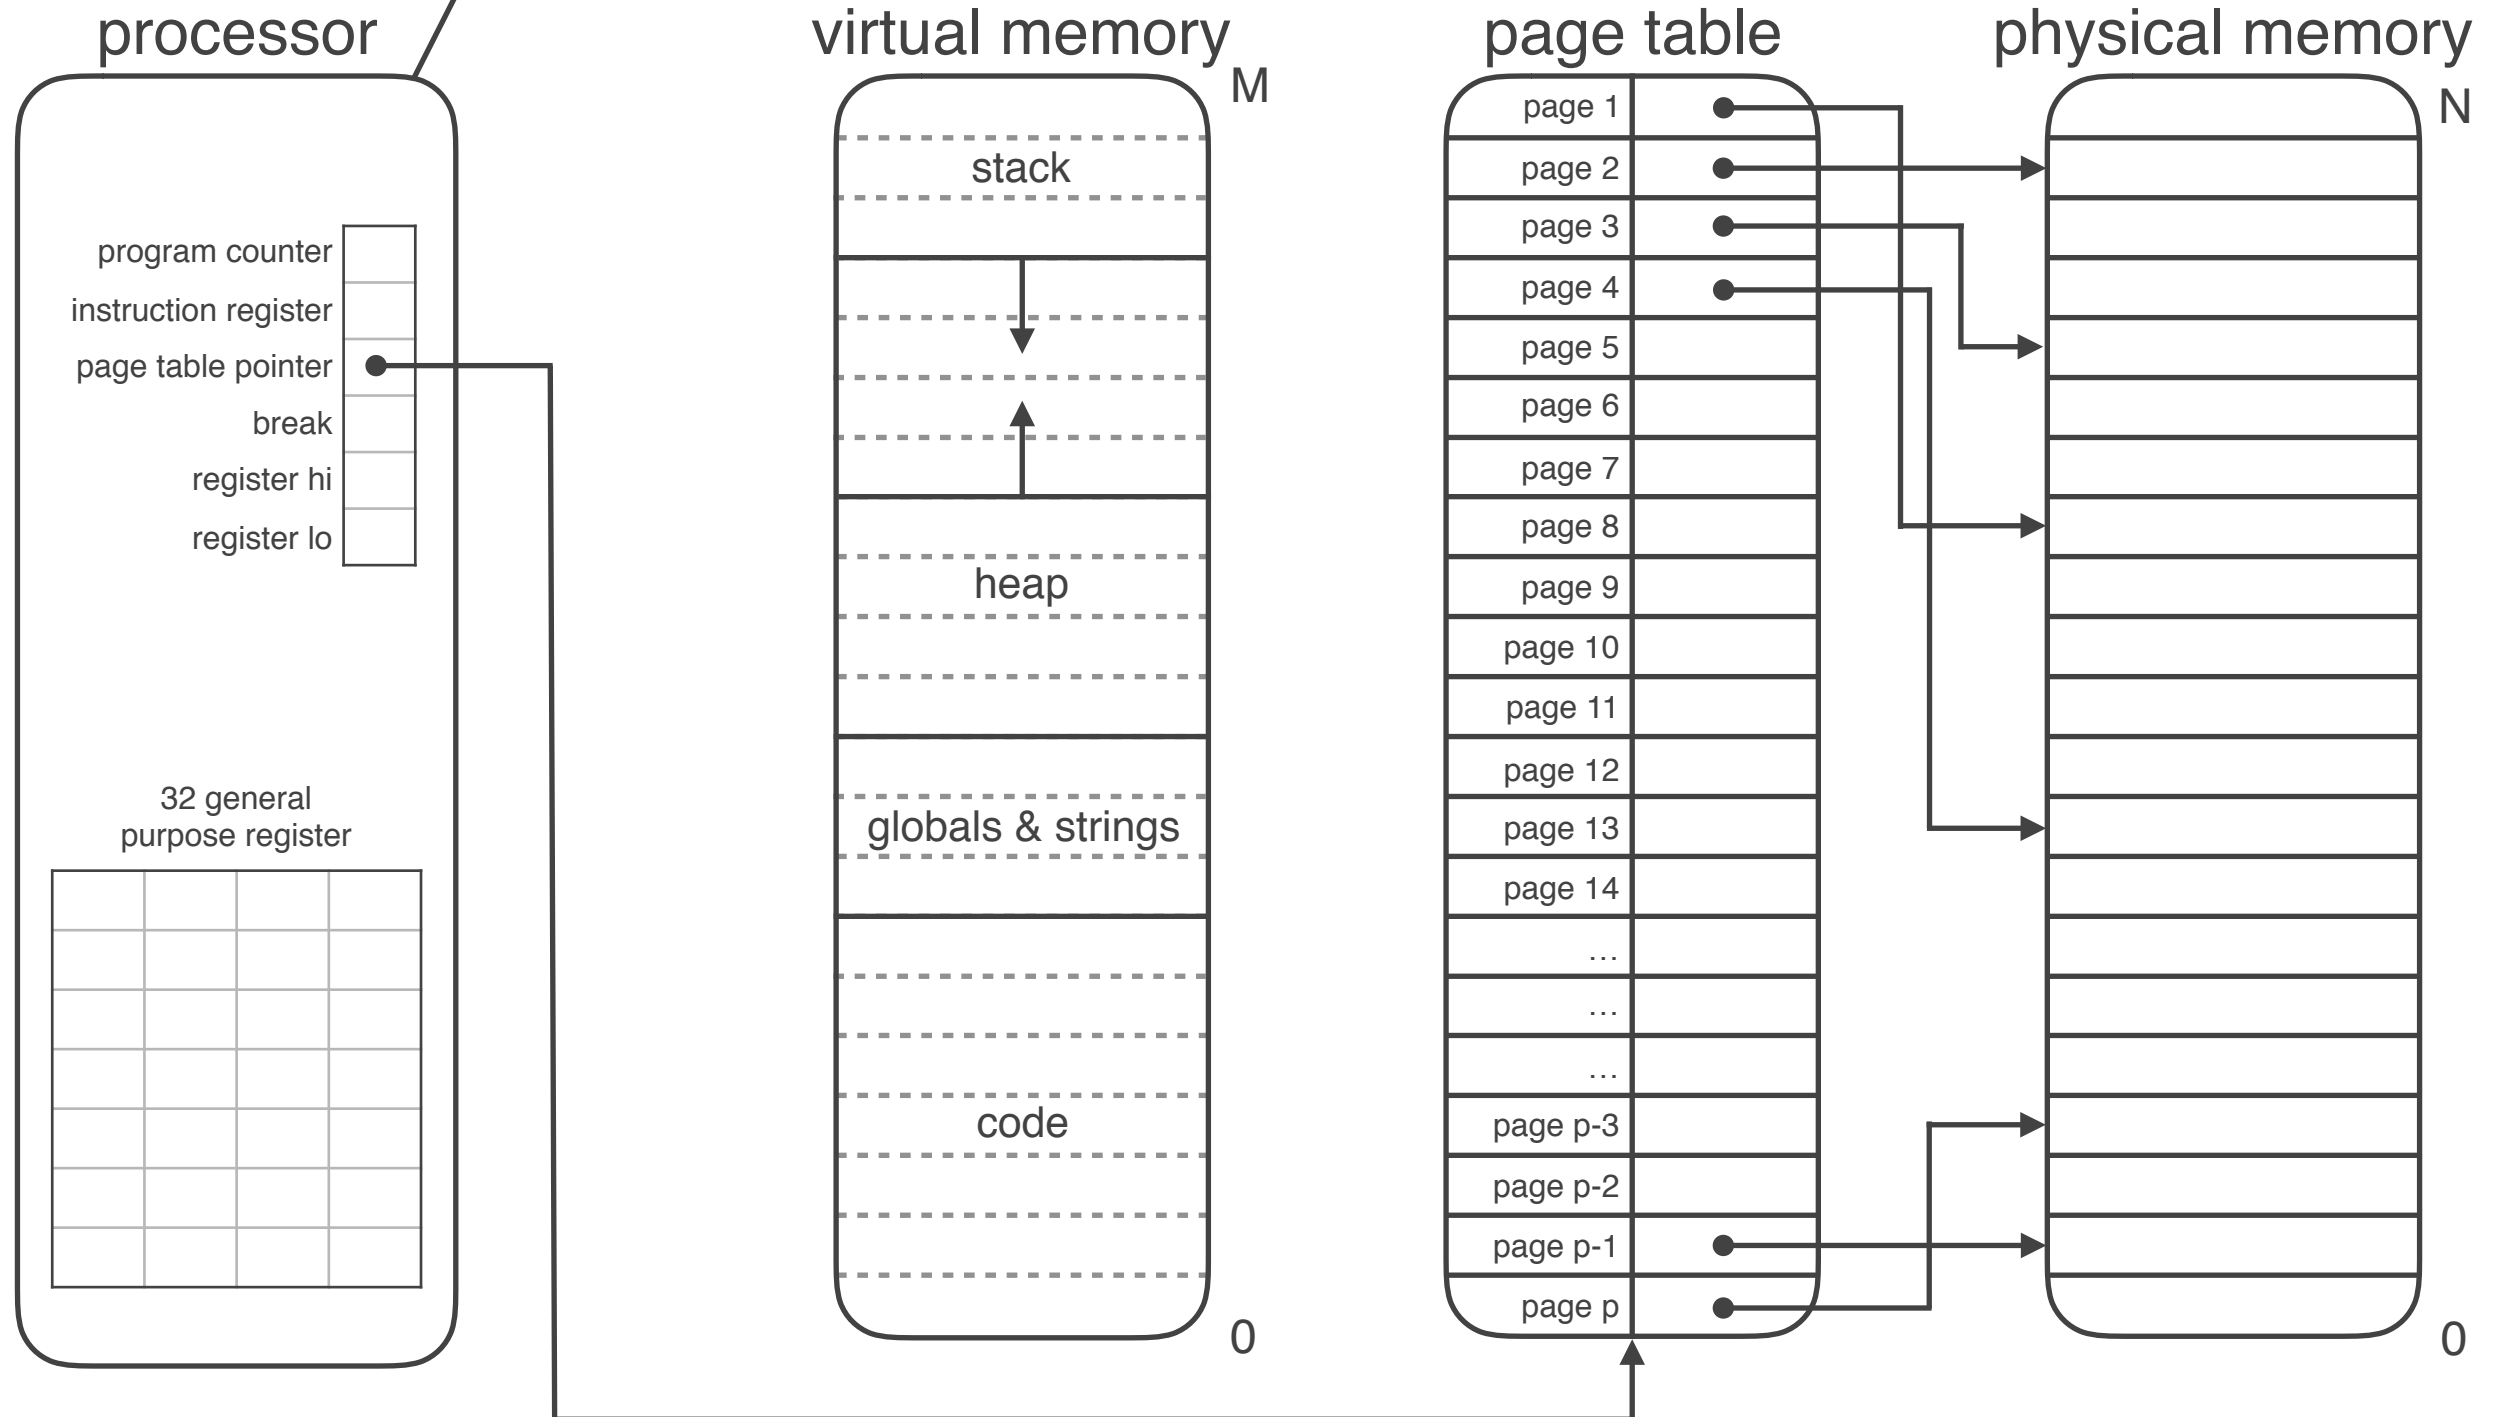 processor
program counter
instruction register
page table pointer
break
register hi
register lo
32 general
purpose register
virtual memory
M
stack
heap
globals & strings
code
0
page table
page 1
page 2
page 3
page 4
page 5
page 6
page 7
page 8
page 9
page 10
page 11
page 12
page 13
page 14
...
...
...
page p-3
page p-2
page p-1
page p
physical memory
N
0